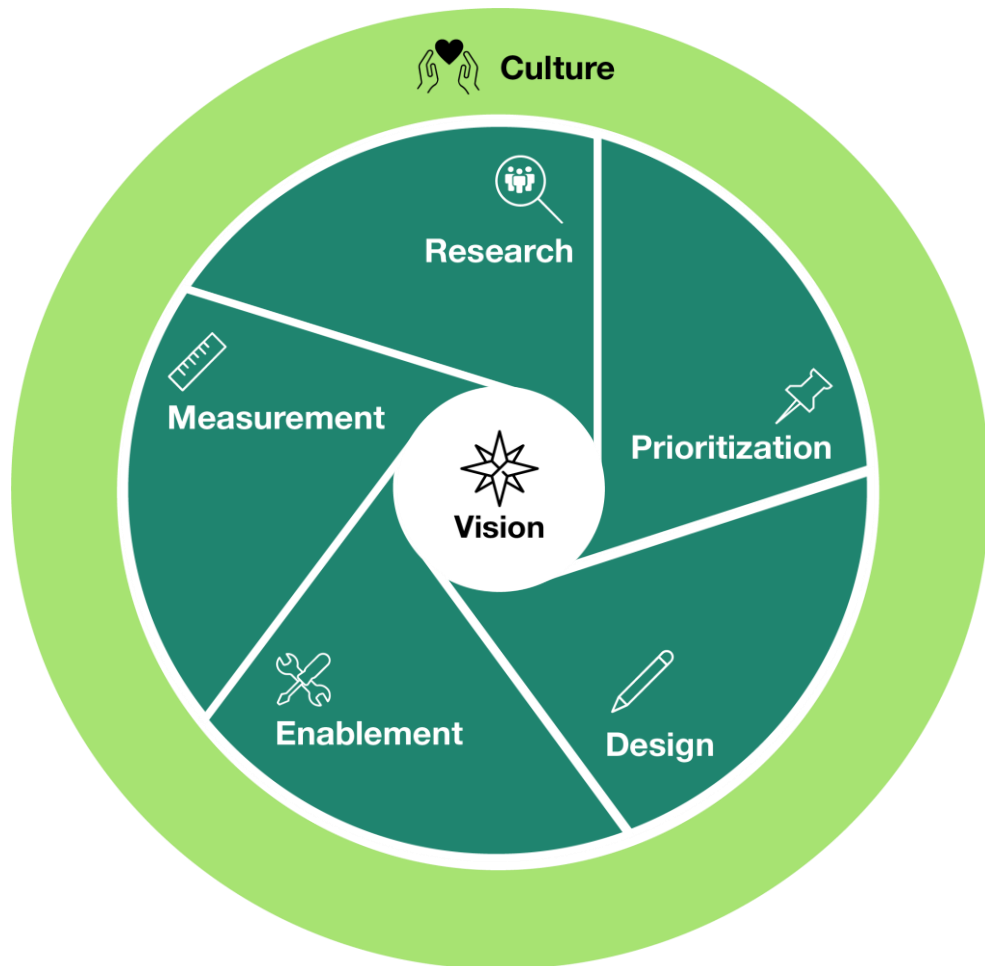 Culture
Research
Prioritization
Measurement
Vision
Enablement
Design